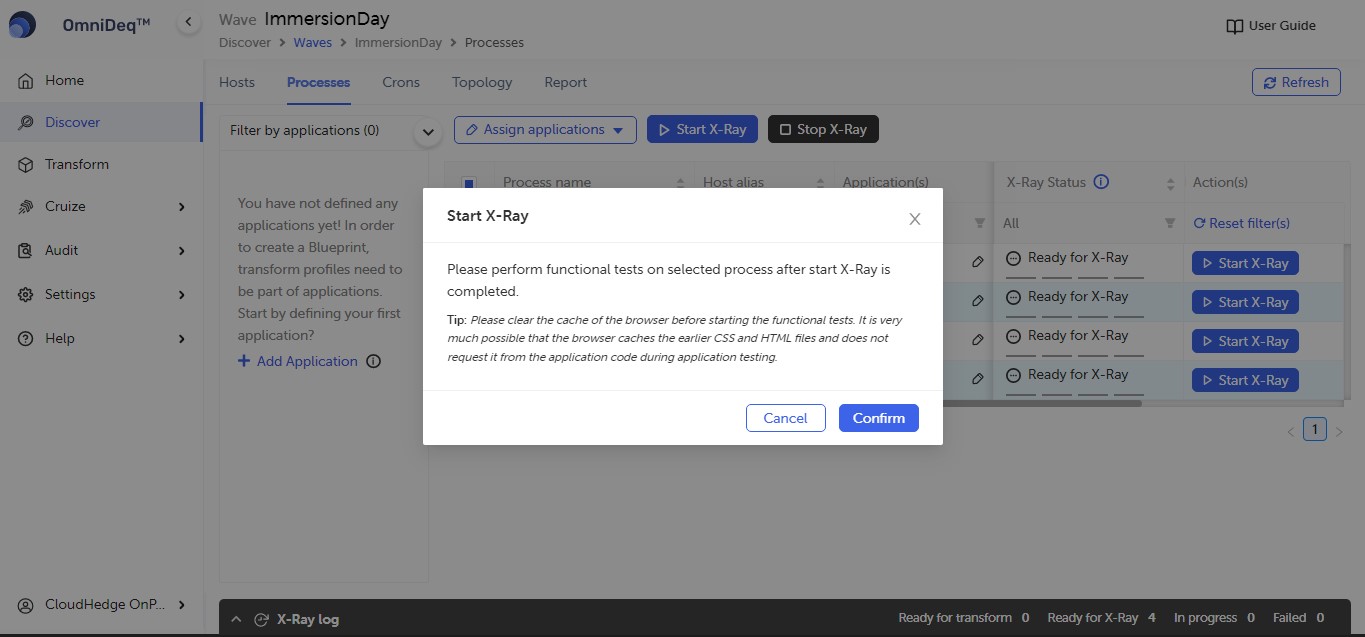 OmniDeq™
Wave ImmersionDay
Discover > Waves > ImmersionDay > Processes
User Guide
Home
Discover
Transform
Cruize
Audit
Settings
Help
CloudHedge OnP...
Hosts
Processes
Crons
Topology
Report
Refresh
Filter by applications (0)
You have not defined any
applications yet! In order
to create a Blueprint,
transform profiles need to
be part of applications.
Start by defining your first
application?
+ Add Application
Assign applications
Start X-Ray
Stop X-Ray
Process name
Host alias
Application(s)
X-Ray Status
Action(s)
All
Reset filter(s)
Ready for X-Ray
Start X-Ray
Ready for X-Ray
Start X-Ray
Ready for X-Ray
Start X-Ray
Ready for X-Ray
Start X-Ray
< 1 >
Start X-Ray
Please perform functional tests on selected process after start X-Ray is
completed.
Tip: Please clear the cache of the browser before starting the functional tests. It is very
much possible that the browser caches the earlier CSS and HTML files and does not
request it from the application code during application testing.
Cancel
Confirm
X-Ray log
Ready for transform 0
Ready for X-Ray 4
In progress 0
Failed 0